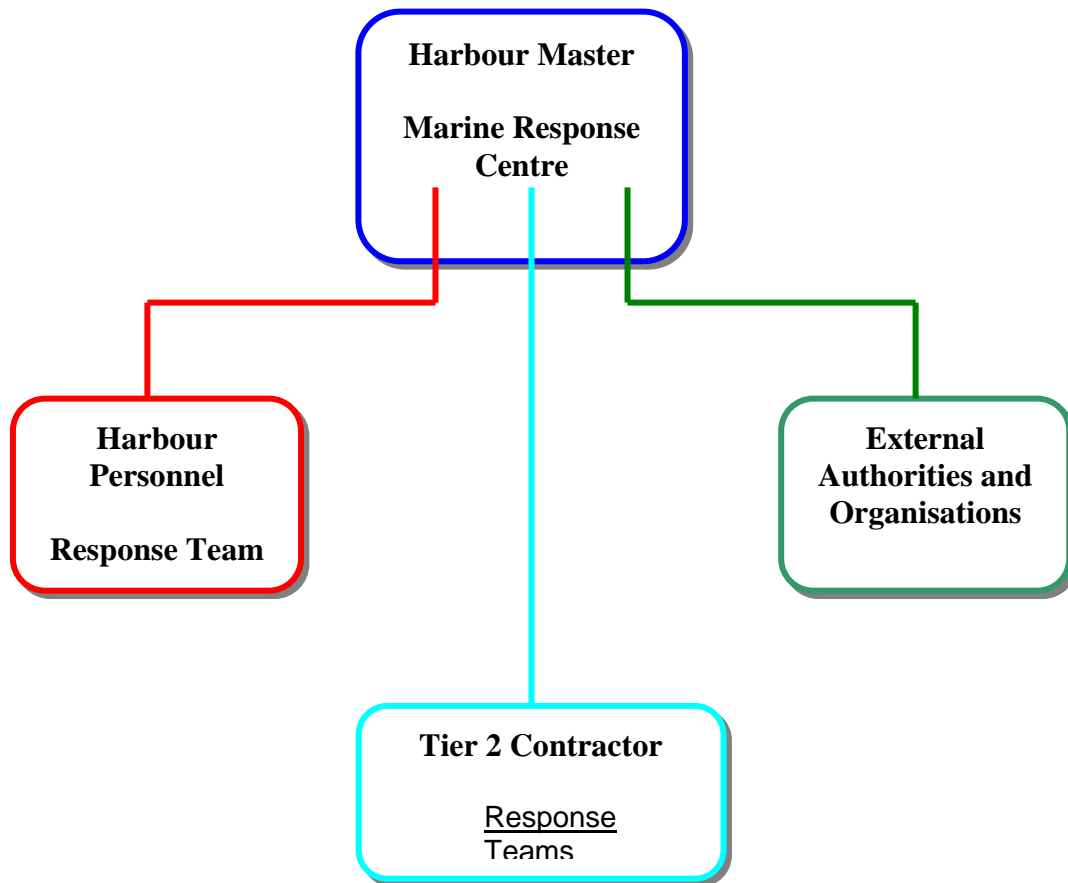 Harbour Master
Marine Response
Centre
Harbour
Personnel
Response Team
External
Authorities and
Organisations
Tier 2 Contractor
Response
Teams